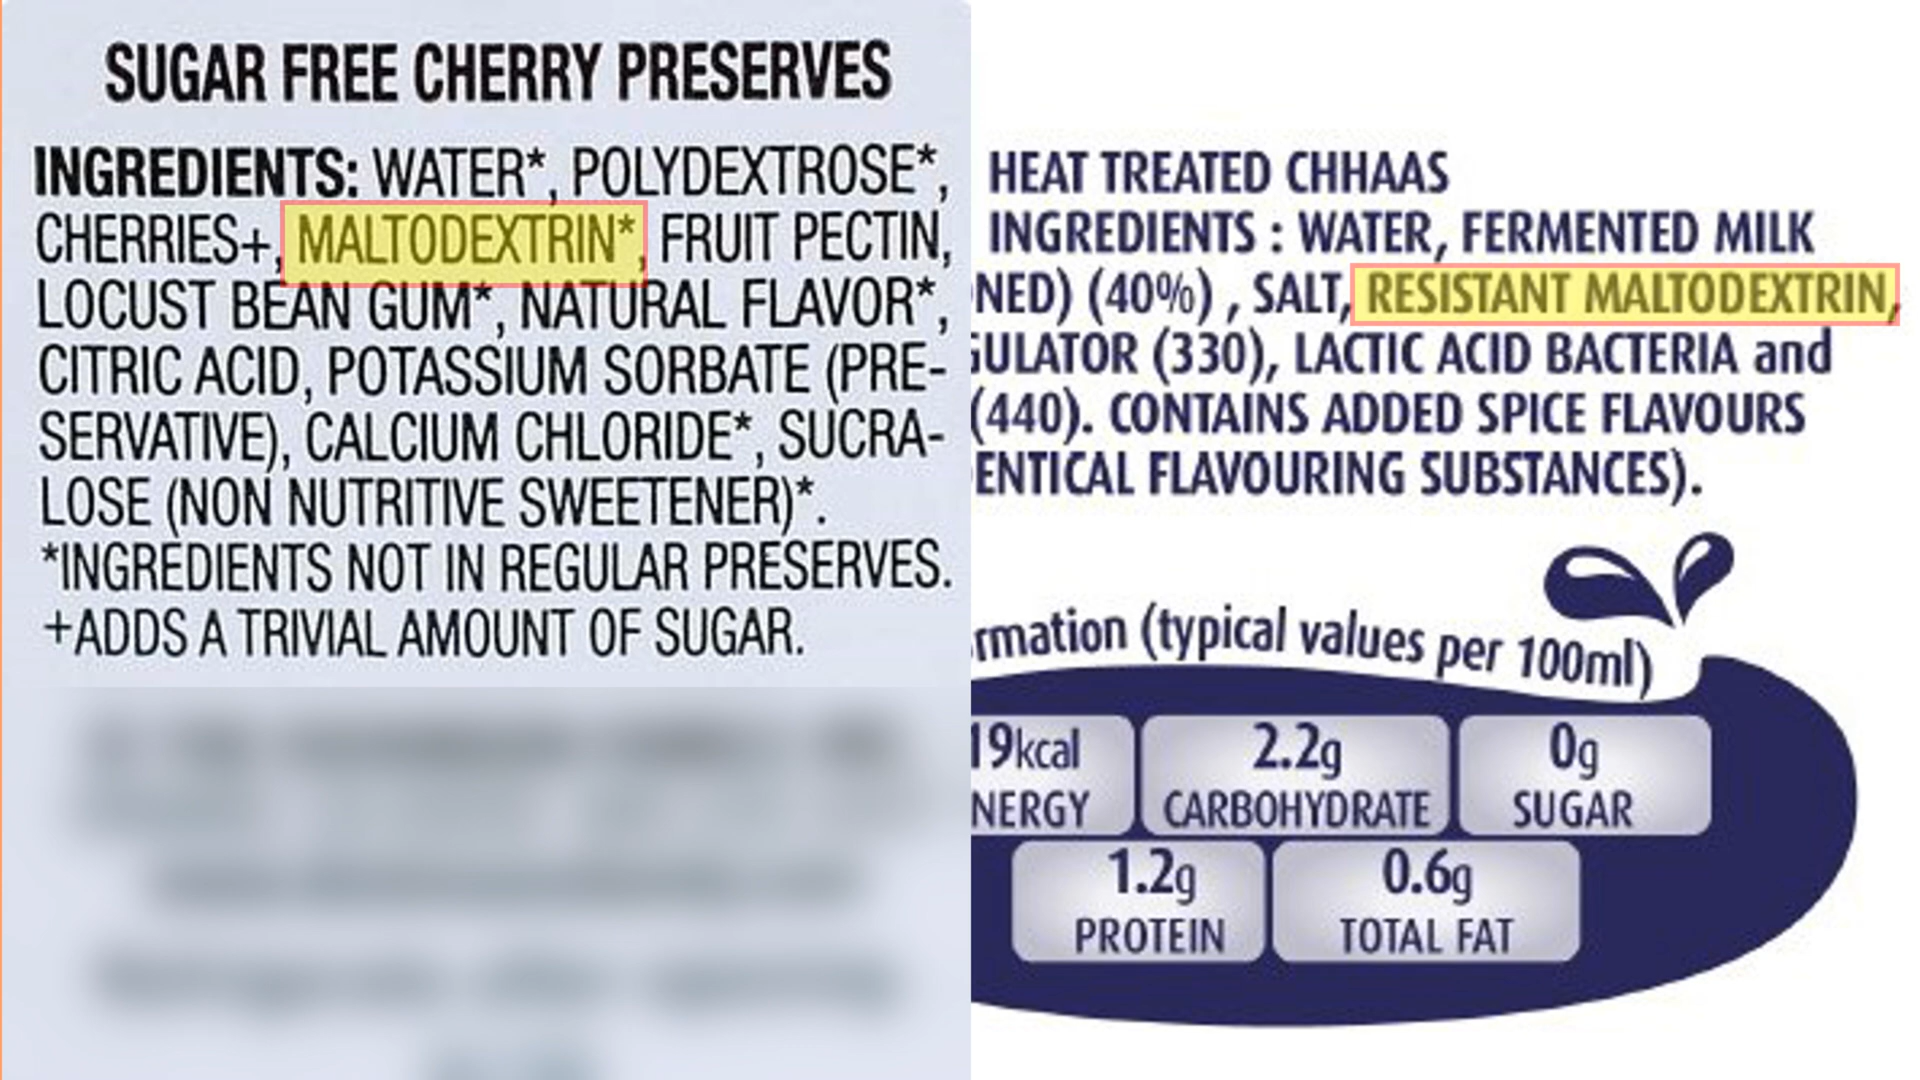 SUGAR FREE CHERRY PRESERVES
INGREDIENTS: WATER*, POLYDEXTROSE*,
CHERRIES+, MALTODEXTRIN*, FRUIT PECTIN,
LOCUST BEAN GUM*, NATURAL FLAVOR*,
CITRIC ACID, POTASSIUM SORBATE (PRE-
SERVATIVE), CALCIUM CHLORIDE*, SUCRA-
LOSE (NON NUTRITIVE SWEETENER)*.
*INGREDIENTS NOT IN REGULAR PRESERVES.
+ADDS A TRIVIAL AMOUNT OF SUGAR.
HEAT TREATED CHHAAS
INGREDIENTS : WATER, FERMENTED MILK
NED) (40%) , SALT, RESISTANT MALTODEXTRIN,
GULATOR (330), LACTIC ACID BACTERIA and
(440). CONTAINS ADDED SPICE FLAVOURS
ENTICAL FLAVOURING SUBSTANCES).
rmation (typical values per 100ml)
19kcal
NERGY
2.2g
CARBOHYDRATE
0g
SUGAR
1.2g
PROTEIN
0.6g
TOTAL FAT